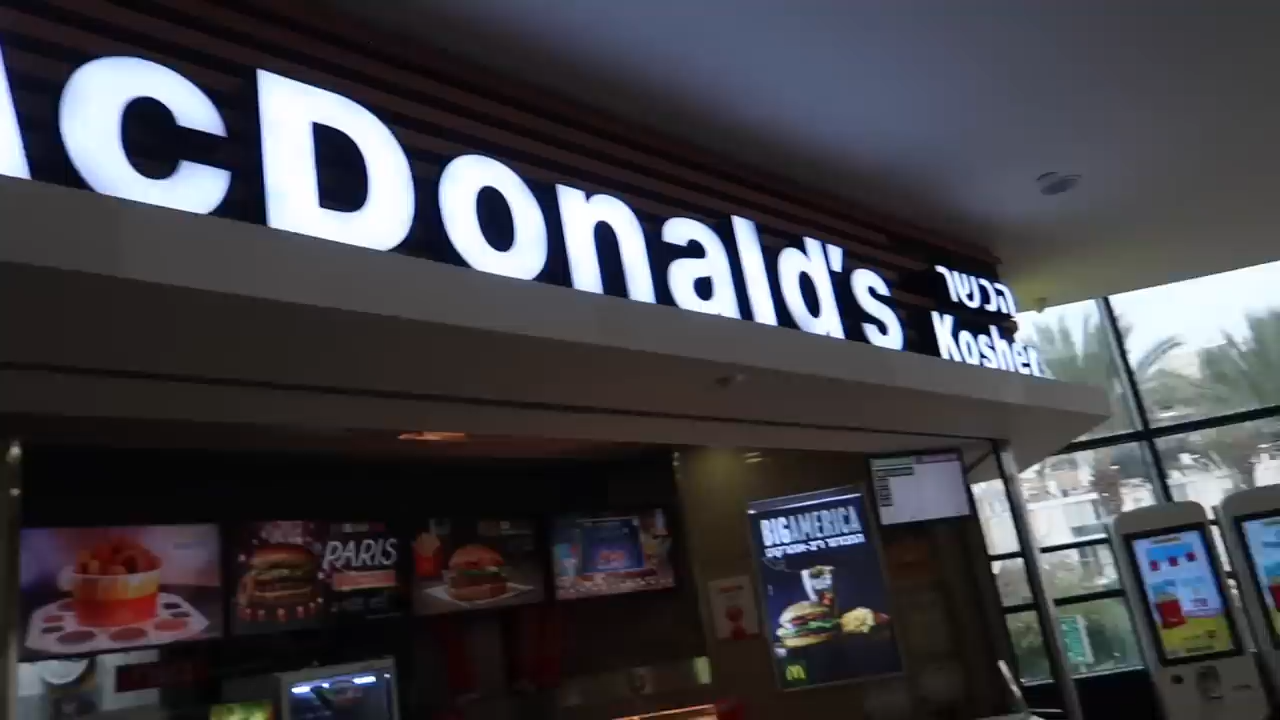 cDonald's
הכשר
Kosher
PARIS
BIGAMERICA